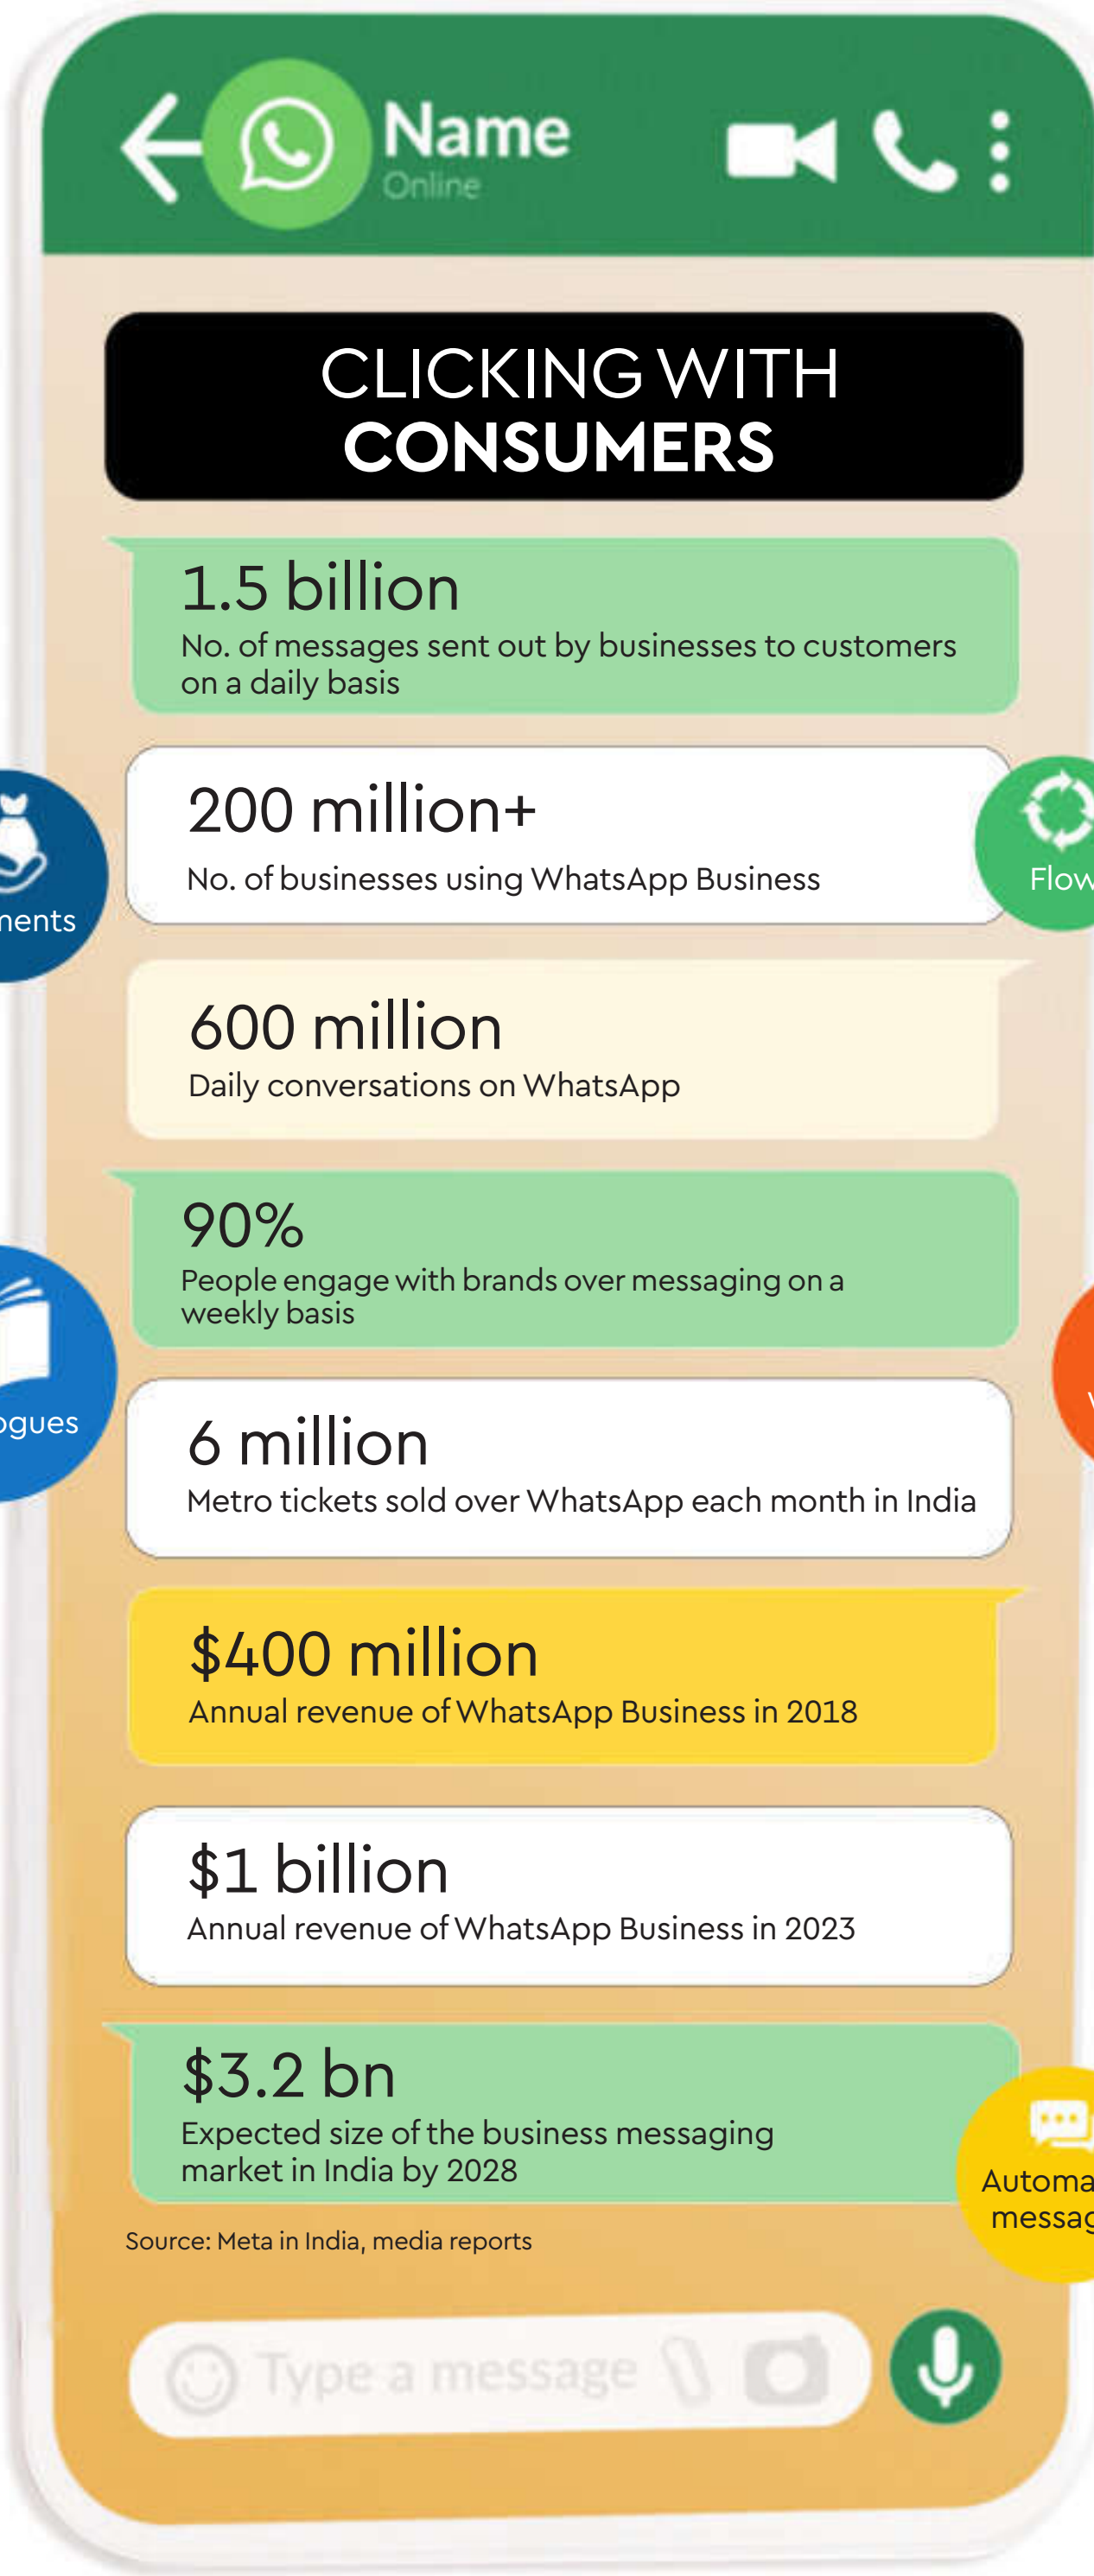 Name
Online
CLICKING WITH
CONSUMERS
1.5 billion
No. of messages sent out by businesses to customers
on a daily basis
200 million+
No. of businesses using WhatsApp Business
600 million
Daily conversations on WhatsApp
90%
People engage with brands over messaging on a
weekly basis
6 million
Metro tickets sold over WhatsApp each month in India
$400 million
Annual revenue of WhatsApp Business in 2018
$1 billion
Annual revenue of WhatsApp Business in 2023
$3.2 bn
Expected size of the business messaging
market in India by 2028
Source: Meta in India, media reports
Type a message